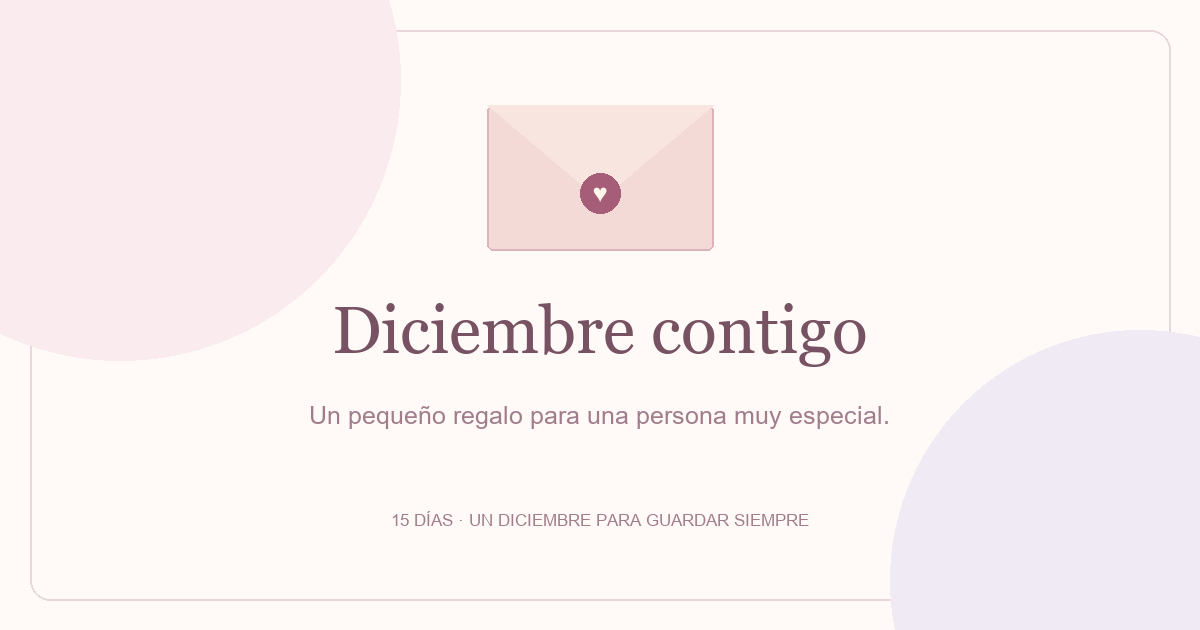 Diciembre contigo
Un pequeño regalo para una persona muy especial.
15 DÍAS · UN DICIEMBRE PARA GUARDAR SIEMPRE